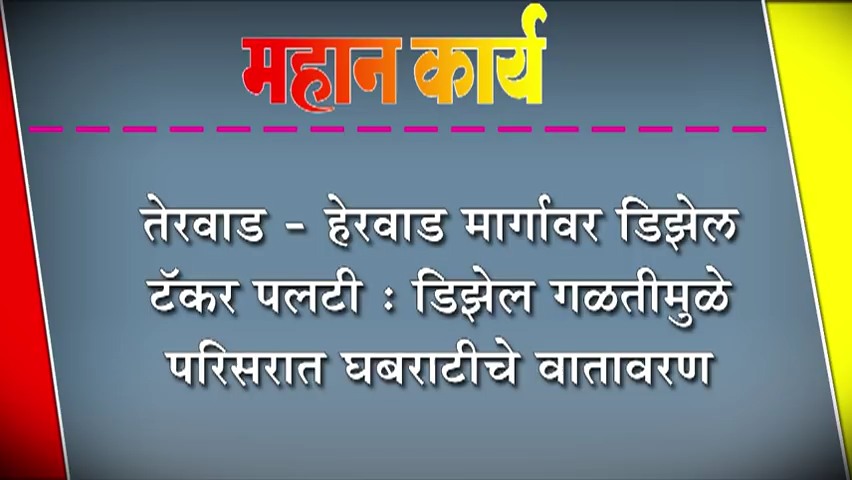 महान कार्य
तेरवाड - हेरवाड मार्गावर डिझेल
टॅकर पलटी : डिझेल गळतीमुळे
परिसरात घबराटीचे वातावरण